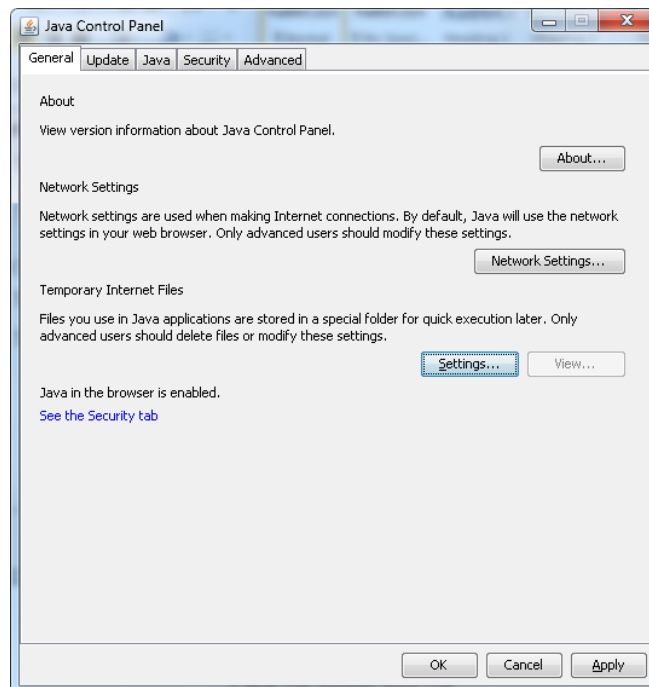 Java Control Panel
General Update Java Security Advanced
About
View version information about Java Control Panel.
About...
Network Settings
Network settings are used when making Internet connections. By default, Java will use the network
settings in your web browser. Only advanced users should modify these settings.
Network Settings...
Temporary Internet Files
Files you use in Java applications are stored in a special folder for quick execution later. Only
advanced users should delete files or modify these settings.
Settings... View...
Java in the browser is enabled.
See the Security tab
OK Cancel Apply